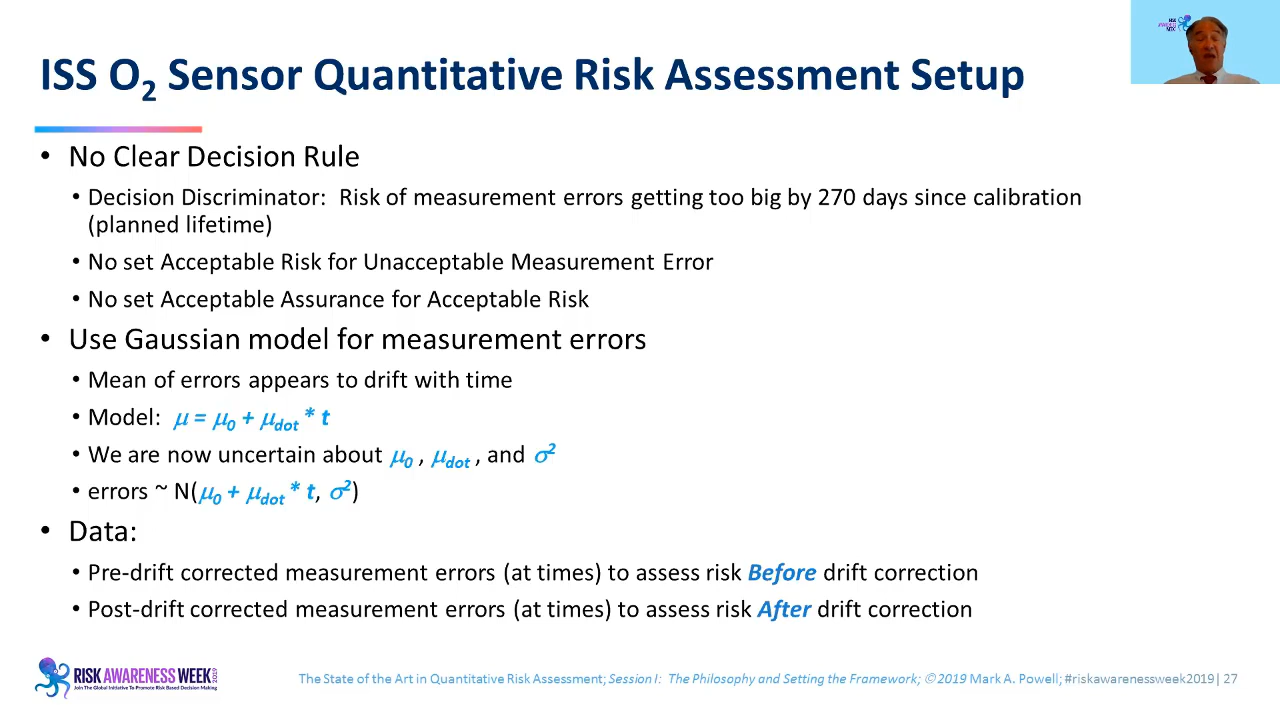 ISS O2 Sensor Quantitative Risk Assessment Setup
• No Clear Decision Rule
• Decision Discriminator: Risk of measurement errors getting too big by 270 days since calibration
(planned lifetime)
• No set Acceptable Risk for Unacceptable Measurement Error
• No set Acceptable Assurance for Acceptable Risk
• Use Gaussian model for measurement errors
• Mean of errors appears to drift with time
• Model: μ = μ0 + μdot * t
• We are now uncertain about μ0 , μdot , and σ²
• errors ~ N(μ0 + μdot * t, σ²)
• Data:
• Pre-drift corrected measurement errors (at times) to assess risk Before drift correction
• Post-drift corrected measurement errors (at times) to assess risk After drift correction
RISK AWARENESS WEEK 2019
Join The Global Initiative To Promote Risk Based Decision-Making
The State of the Art in Quantitative Risk Assessment; Session I: The Philosophy and Setting the Framework; ©2019 Mark A. Powell; #riskawarenessweek2019| 27